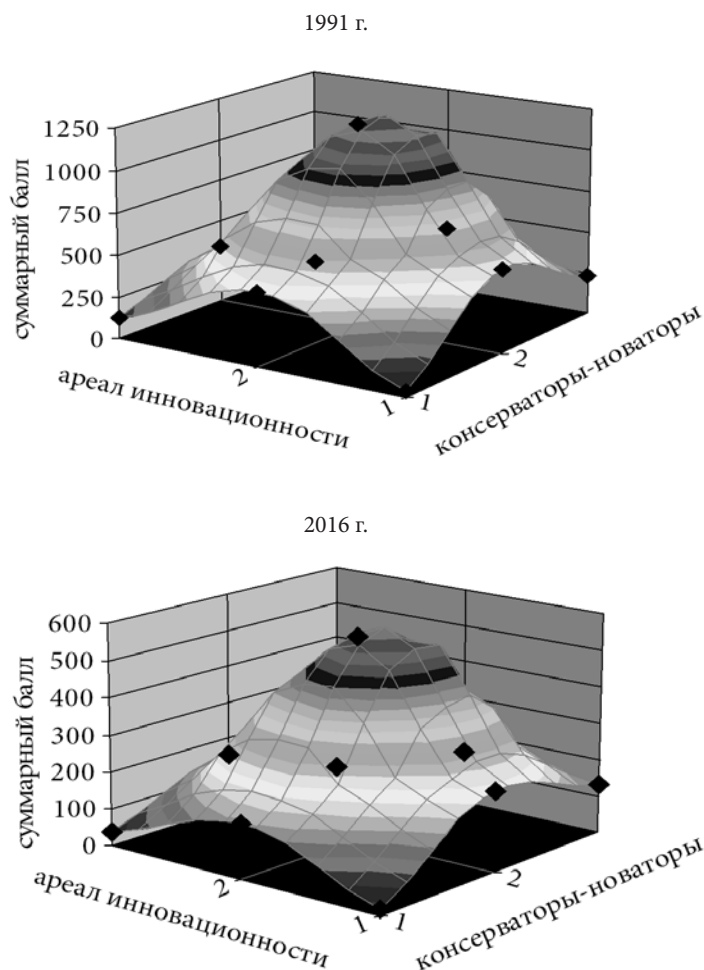 1991 г.
1250
1000
750
500
250
0
суммарный балл
ареал инновационности
2
1
1
2
консерваторы-новаторы
2016 г.
600
500
400
300
200
100
0
суммарный балл
ареал инновационности
2
1
1
2
консерваторы-новаторы